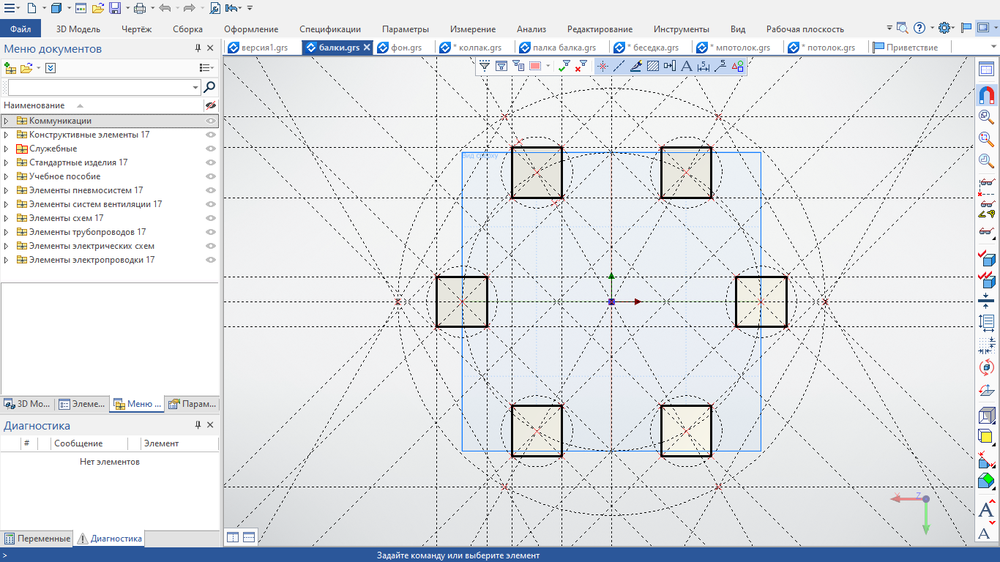 Файл 3D Модель Чертёж Сборка Оформление Спецификации Параметры Измерение Анализ Редактирование Инструменты Вид Рабочая плоскость
Меню документов
версия1.grs балки.grs фон.grs * колпак.grs палка балка.grs * беседка.grs * мпотолок.grs * потолок.grs Приветствие
Наименование
Коммуникации
Конструктивные элементы 17
Служебные
Стандартные изделия 17
Учебное пособие
Элементы пневмосистем 17
Элементы систем вентиляции 17
Элементы схем 17
Элементы трубопроводов 17
Элементы электрических схем
Элементы электропроводки 17
Вид сверху
3D Мо... Элеме... Меню ... Парам...
Диагностика
# Сообщение Элемент
Нет элементов
X Z
Переменные Диагностика
> Задайте команду или выберите элемент